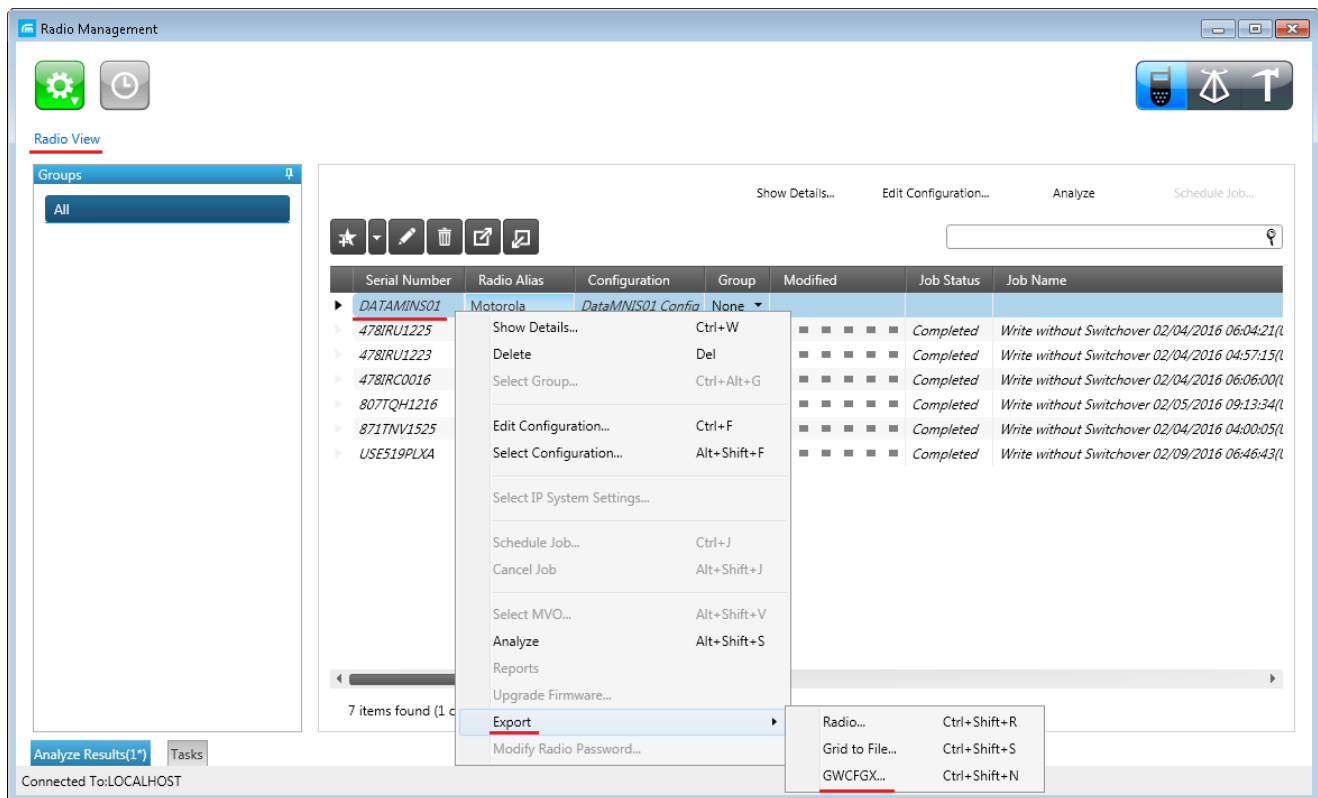 Radio Management
Radio View
Groups
All
Show Details... Edit Configuration... Analyze Schedule Job...
Serial Number Radio Alias Configuration Group Modified Job Status Job Name
DATAMINS01 Motorola DataMNIS01 Config None
478IRU1225 Completed Write without Switchover 02/04/2016 06:04:21(
478IRU1223 Completed Write without Switchover 02/04/2016 04:57:15(
478IRC0016 Completed Write without Switchover 02/04/2016 06:06:00(
807TQH1216 Completed Write without Switchover 02/05/2016 09:13:34(
871TNV1525 Completed Write without Switchover 02/04/2016 04:00:05(
USE519PLXA Completed Write without Switchover 02/09/2016 06:46:43(
Show Details... Ctrl+W
Delete Del
Select Group... Ctrl+Alt+G
Edit Configuration... Ctrl+F
Select Configuration... Alt+Shift+F
Select IP System Settings...
Schedule Job... Ctrl+J
Cancel Job Alt+Shift+J
Select MVO... Alt+Shift+V
Analyze Alt+Shift+S
Reports
Upgrade Firmware...
Export
Modify Radio Password...
Radio... Ctrl+Shift+R
Grid to File... Ctrl+Shift+S
GWCFGX... Ctrl+Shift+N
7 items found (1 c
Analyze Results(1*) Tasks
Connected To:LOCALHOST